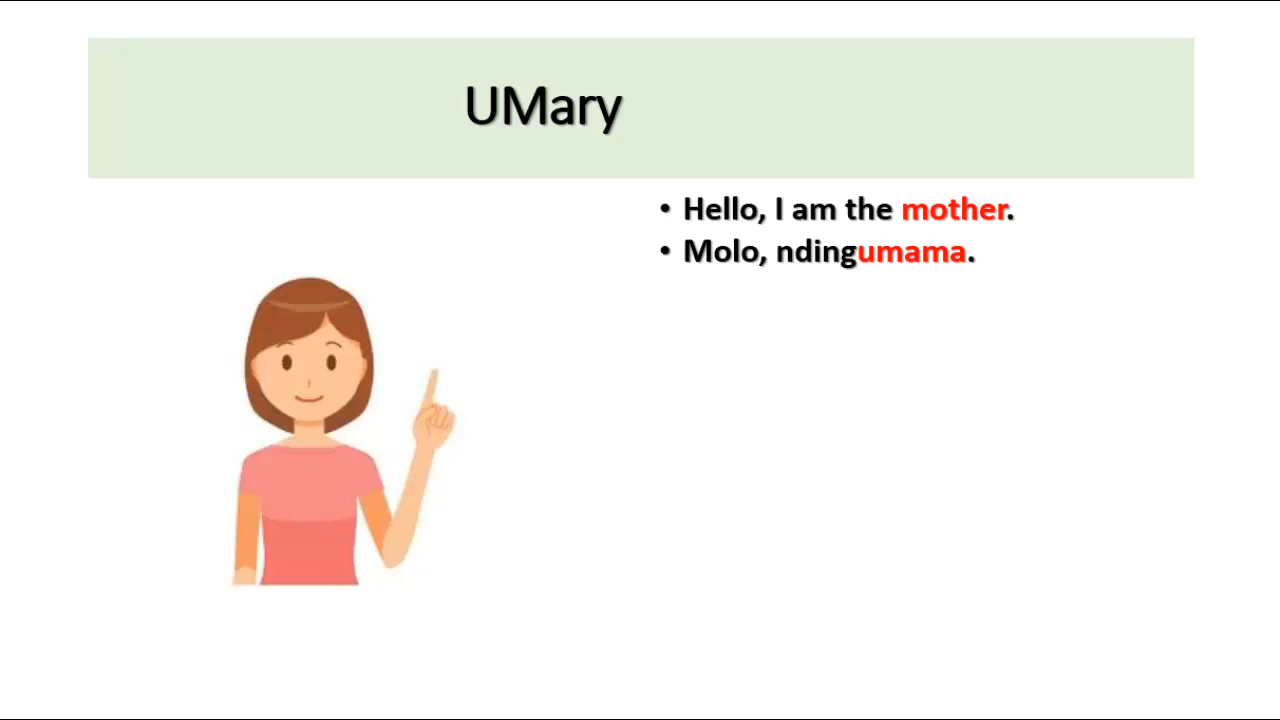 UMary
• Hello, I am the mother.
• Molo, ndingumama.